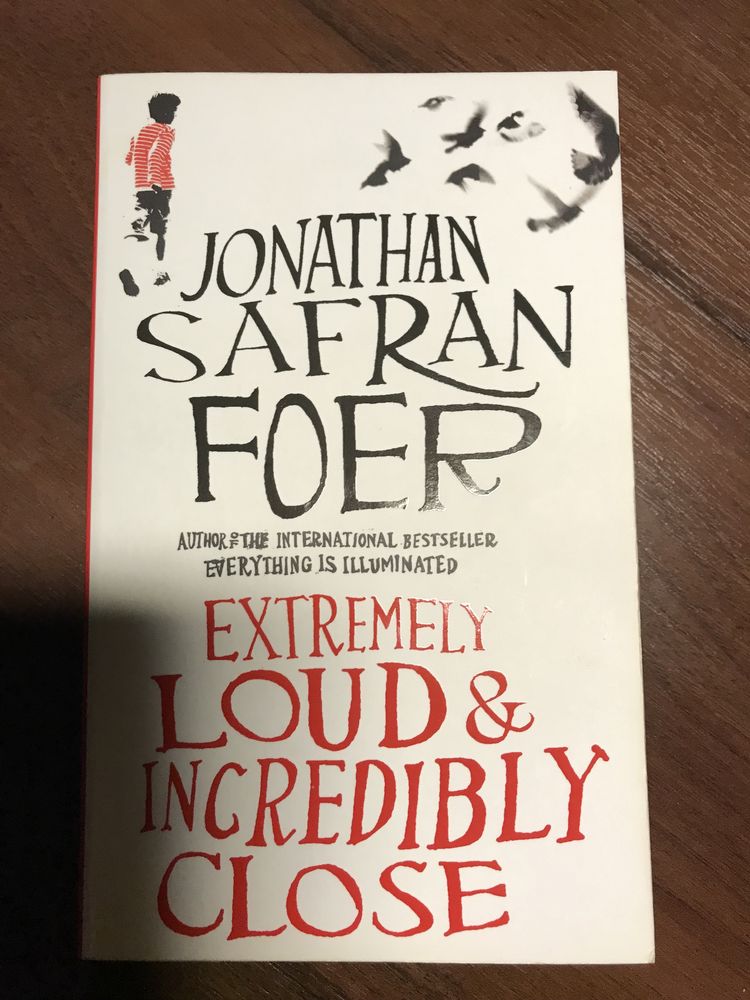 JONATHAN
SAFRAN
FOER
AUTHOR OF THE INTERNATIONAL BESTSELLER
EVERYTHING IS ILLUMINATED
EXTREMELY
LOUD &
INCREDIBLY
CLOSE